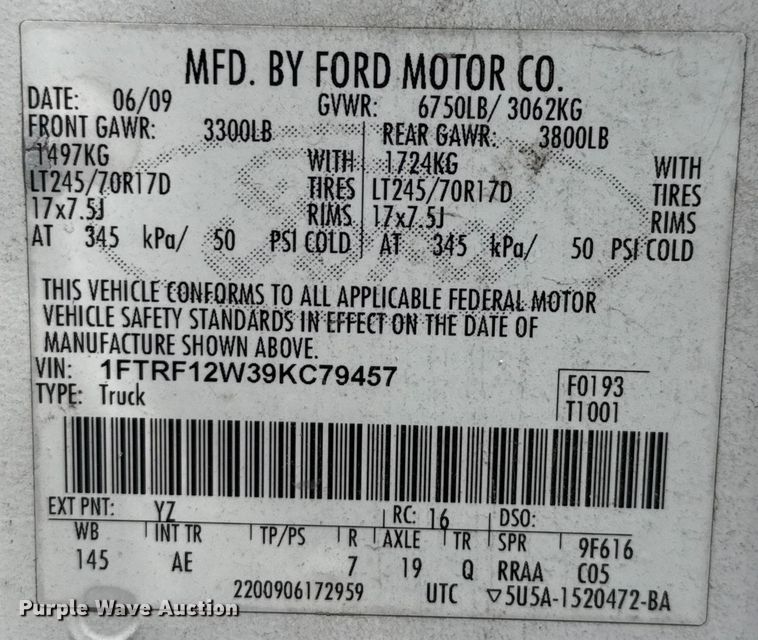 MFD. BY FORD MOTOR CO.
DATE: 06/09 GVWR: 6750LB/ 3062KG
FRONT GAWR: 3300LB REAR GAWR: 3800LB
1497KG WITH 1724KG WITH
LT245/70R17D TIRES LT245/70R17D TIRES
17x7.5J RIMS 17x7.5J RIMS
AT 345 kPa/ 50 PSI COLD AT 345 kPa/ 50 PSI COLD
THIS VEHICLE CONFORMS TO ALL APPLICABLE FEDERAL MOTOR
VEHICLE SAFETY STANDARDS IN EFFECT ON THE DATE OF
MANUFACTURE SHOWN ABOVE.
VIN: 1FTRF12W39KC79457
TYPE: Truck
F0193
T1001
EXT PNT: YZ RC: 16 DSO:
WB INT TR TP/PS R AXLE TR SPR 9F616
145 AE 7 19 Q RRAA C05
2200906172959 UTC ▽5U5A-1520472-BA
Purple Wave Auction